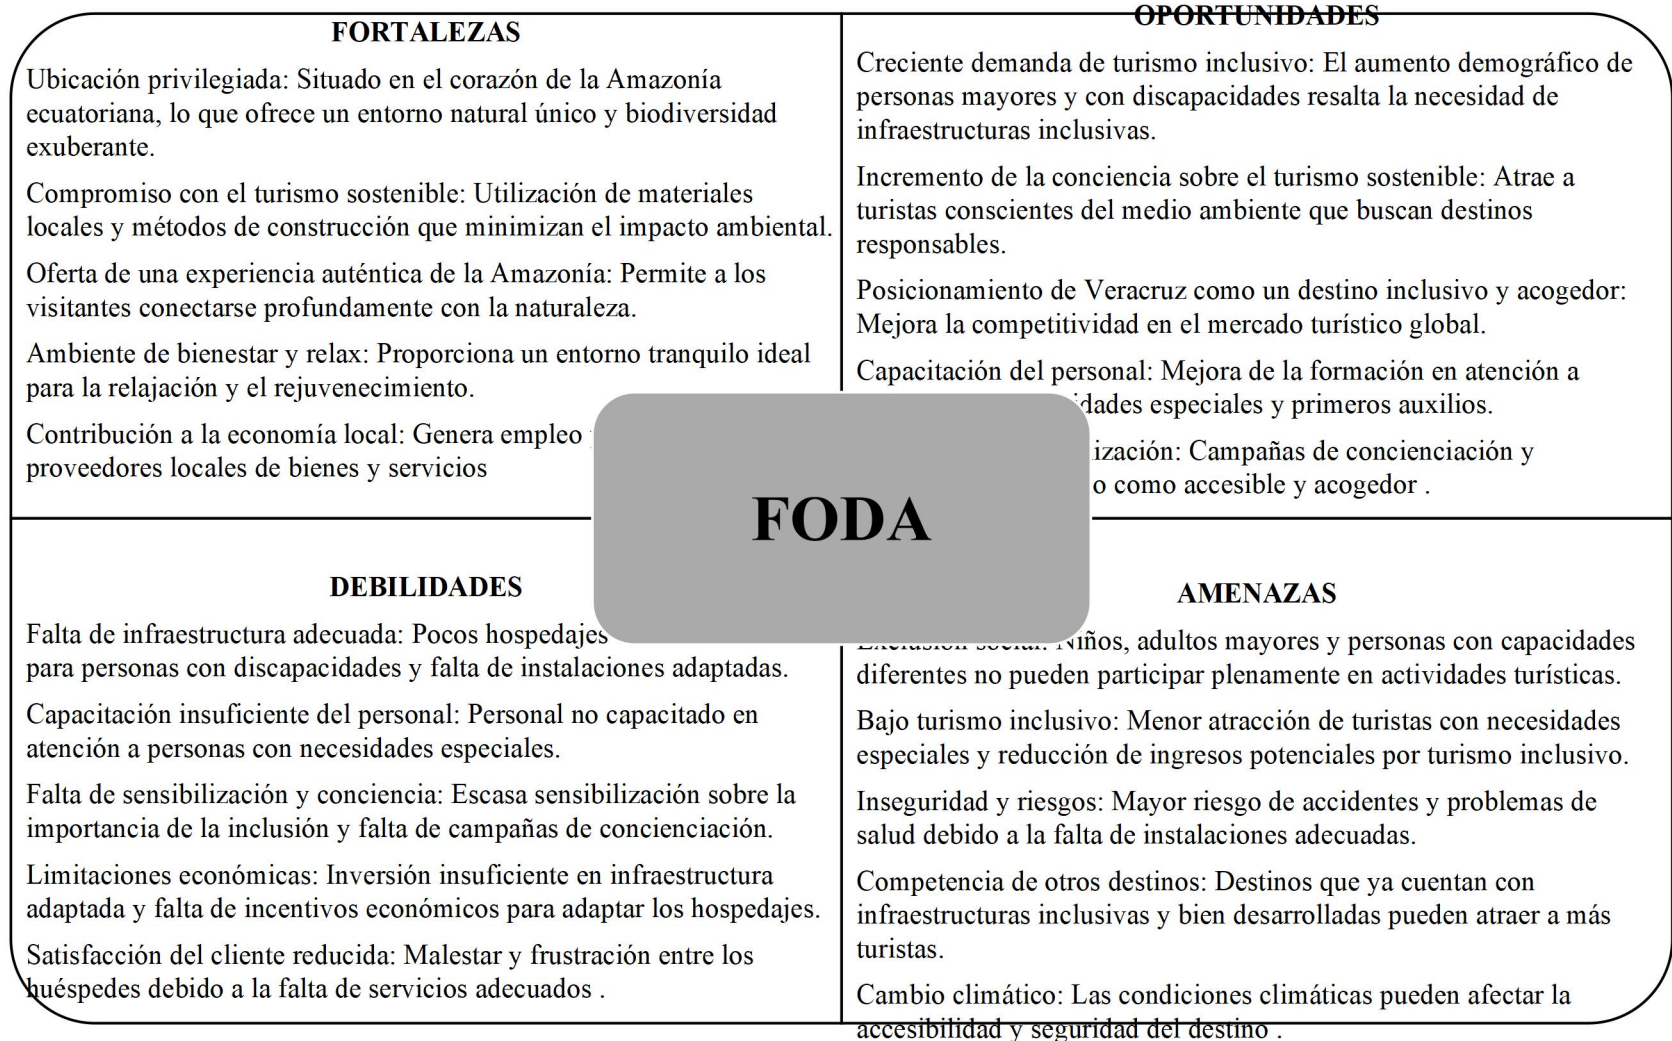 FORTALEZAS
Ubicación privilegiada: Situado en el corazón de la Amazonía
ecuatoriana, lo que ofrece un entorno natural único y biodiversidad
exuberante.
Compromiso con el turismo sostenible: Utilización de materiales
locales y métodos de construcción que minimizan el impacto ambiental.
Oferta de una experiencia auténtica de la Amazonía: Permite a los
visitantes conectarse profundamente con la naturaleza.
Ambiente de bienestar y relax: Proporciona un entorno tranquilo ideal
para la relajación y el rejuvenecimiento.
Contribución a la economía local: Genera empleo
proveedores locales de bienes y servicios
OPORTUNIDADES
Creciente demanda de turismo inclusivo: El aumento demográfico de
personas mayores y con discapacidades resalta la necesidad de
infraestructuras inclusivas.
Incremento de la conciencia sobre el turismo sostenible: Atrae a
turistas conscientes del medio ambiente que buscan destinos
responsables.
Posicionamiento de Veracruz como un destino inclusivo y acogedor:
Mejora la competitividad en el mercado turístico global.
Capacitación del personal: Mejora de la formación en atención a
idades especiales y primeros auxilios.
ización: Campañas de concienciación y
o como accesible y acogedor .
FODA
DEBILIDADES
Falta de infraestructura adecuada: Pocos hospedajes
para personas con discapacidades y falta de instalaciones adaptadas.
Capacitación insuficiente del personal: Personal no capacitado en
atención a personas con necesidades especiales.
Falta de sensibilización y conciencia: Escasa sensibilización sobre la
importancia de la inclusión y falta de campañas de concienciación.
Limitaciones económicas: Inversión insuficiente en infraestructura
adaptada y falta de incentivos económicos para adaptar los hospedajes.
Satisfacción del cliente reducida: Malestar y frustración entre los
huéspedes debido a la falta de servicios adecuados .
AMENAZAS
Exclusión social: Niños, adultos mayores y personas con capacidades
diferentes no pueden participar plenamente en actividades turísticas.
Bajo turismo inclusivo: Menor atracción de turistas con necesidades
especiales y reducción de ingresos potenciales por turismo inclusivo.
Inseguridad y riesgos: Mayor riesgo de accidentes y problemas de
salud debido a la falta de instalaciones adecuadas.
Competencia de otros destinos: Destinos que ya cuentan con
infraestructuras inclusivas y bien desarrolladas pueden atraer a más
turistas.
Cambio climático: Las condiciones climáticas pueden afectar la
accesibilidad y seguridad del destino .